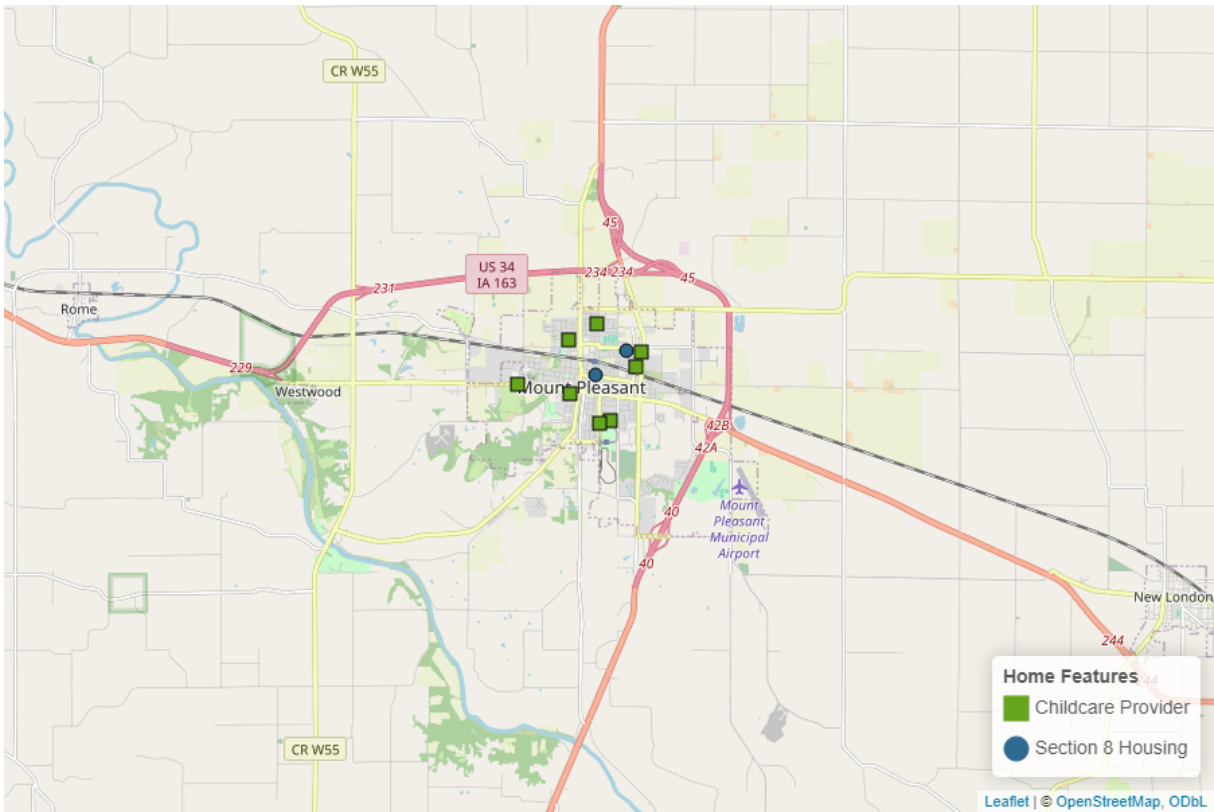 CR W55
45
US 34
IA 163
234
234
45
231
Rome
229
Westwood
Mount Pleasant
42B
42A
Mount
Pleasant
Municipal
Airport
40
40
New London
244
44
Home Features
Childcare Provider
Section 8 Housing
CR W55
Leaflet | © OpenStreetMap, ODbL